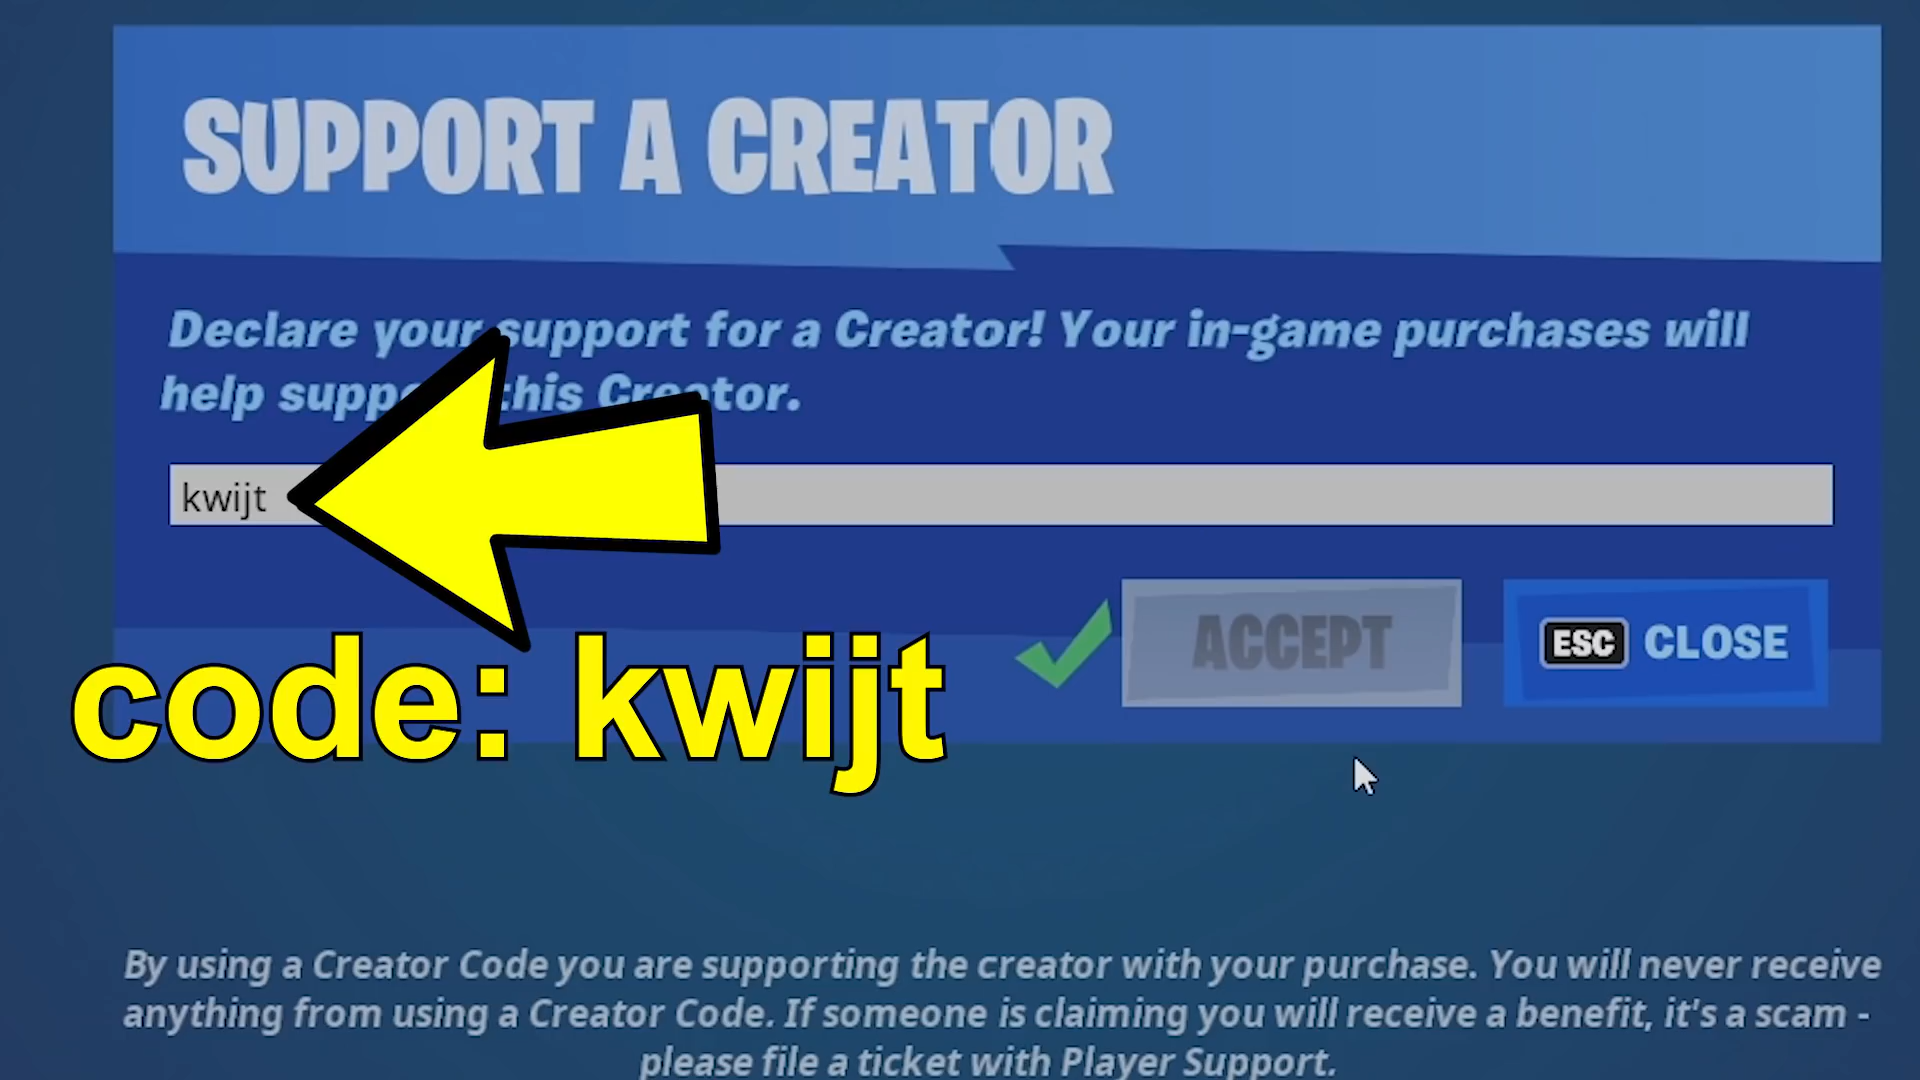 SUPPORT A CREATOR
Declare your support for a Creator! Your in-game purchases will
help support this Creator.
kwijt
ACCEPT
ESC CLOSE
code: kwijt
By using a Creator Code you are supporting the creator with your purchase. You will never receive
anything from using a Creator Code. If someone is claiming you will receive a benefit, it's a scam -
please file a ticket with Player Support.